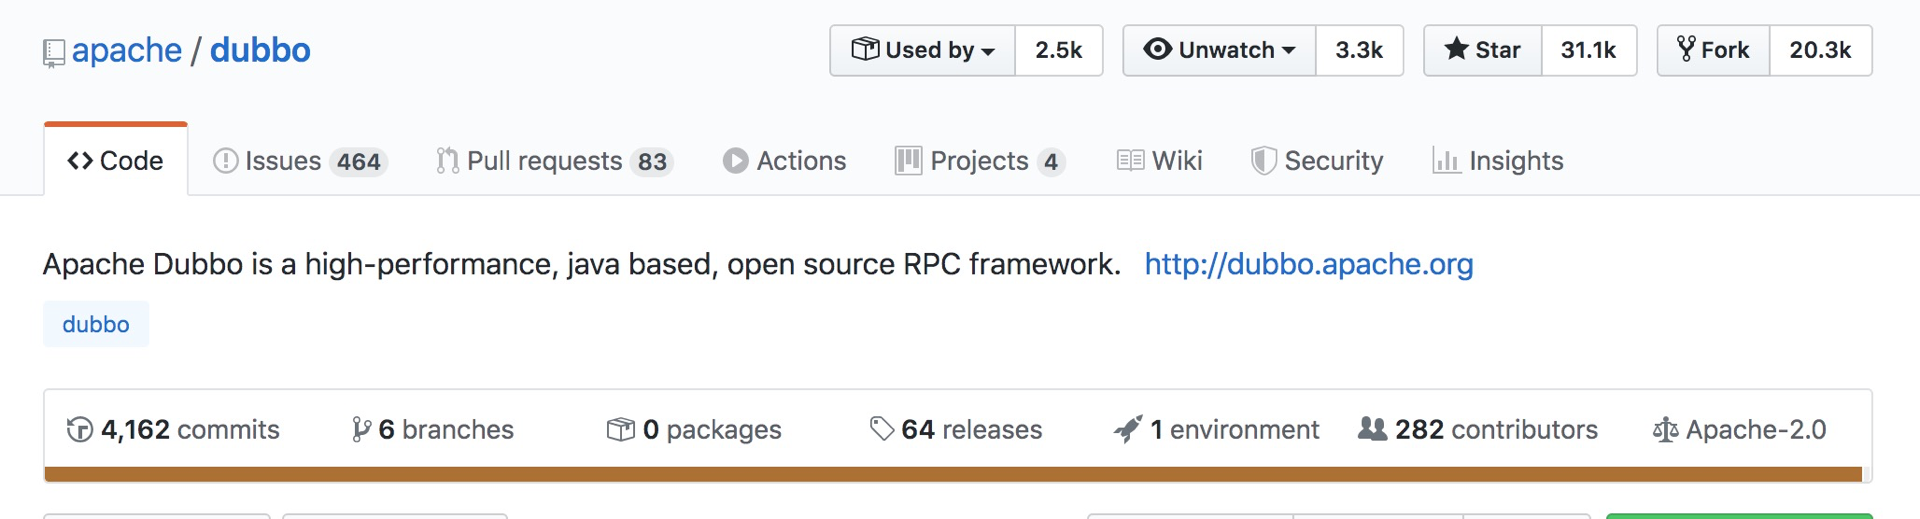 apache / dubbo Used by 2.5k Unwatch 3.3k Star 31.1k Fork 20.3k
Code Issues 464 Pull requests 83 Actions Projects 4 Wiki Security Insights
Apache Dubbo is a high-performance, java based, open source RPC framework. http://dubbo.apache.org
dubbo
4,162 commits 6 branches 0 packages 64 releases 1 environment 282 contributors Apache-2.0